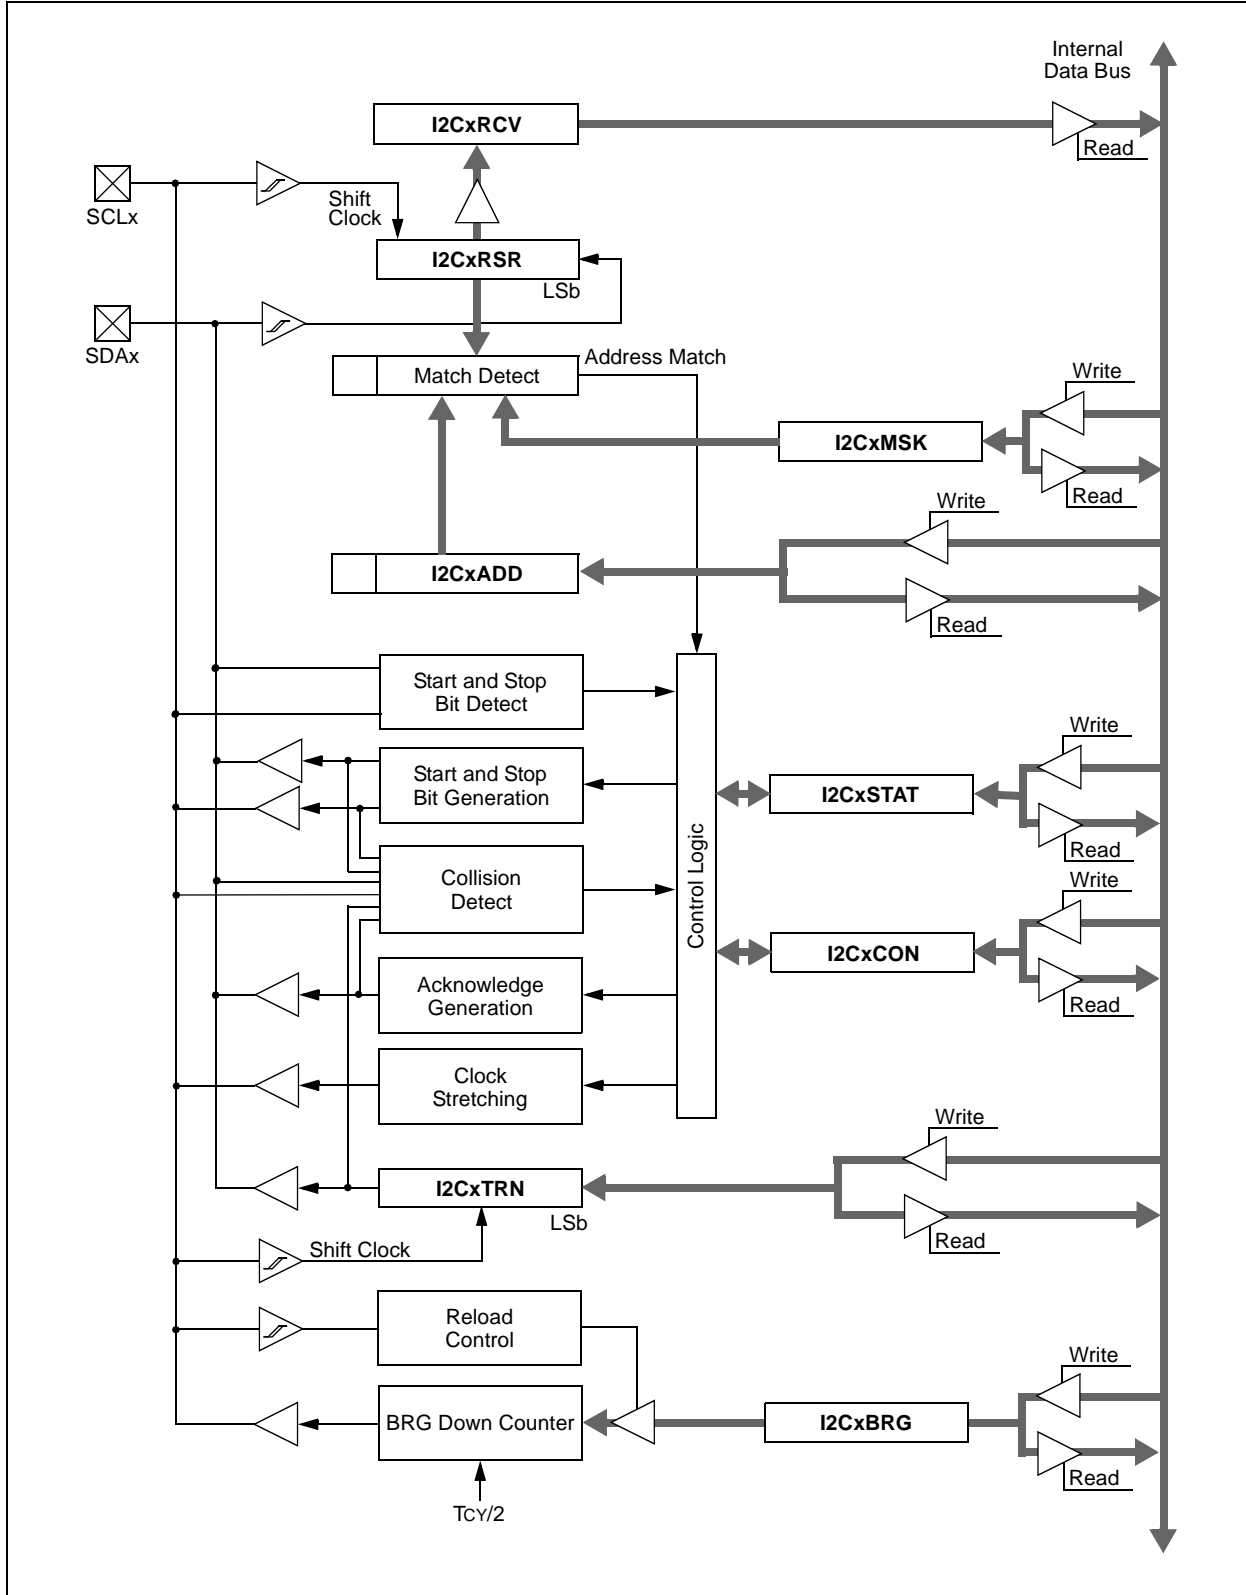 Internal
Data Bus
I2CxRCV
Read
SCLx
Shift
Clock
I2CxRSR
LSb
SDAx
Address Match
Match Detect
Write
I2CxMSK
Read
Write
I2CxADD
Read
Start and Stop
Bit Detect
Write
Start and Stop
Bit Generation
I2CxSTAT
Read
Control Logic
Collision
Detect
Write
I2CxCON
Read
Acknowledge
Generation
Clock
Stretching
Write
I2CxTRN
LSb
Read
Shift Clock
Reload
Control
Write
BRG Down Counter
I2CxBRG
Read
TCY/2